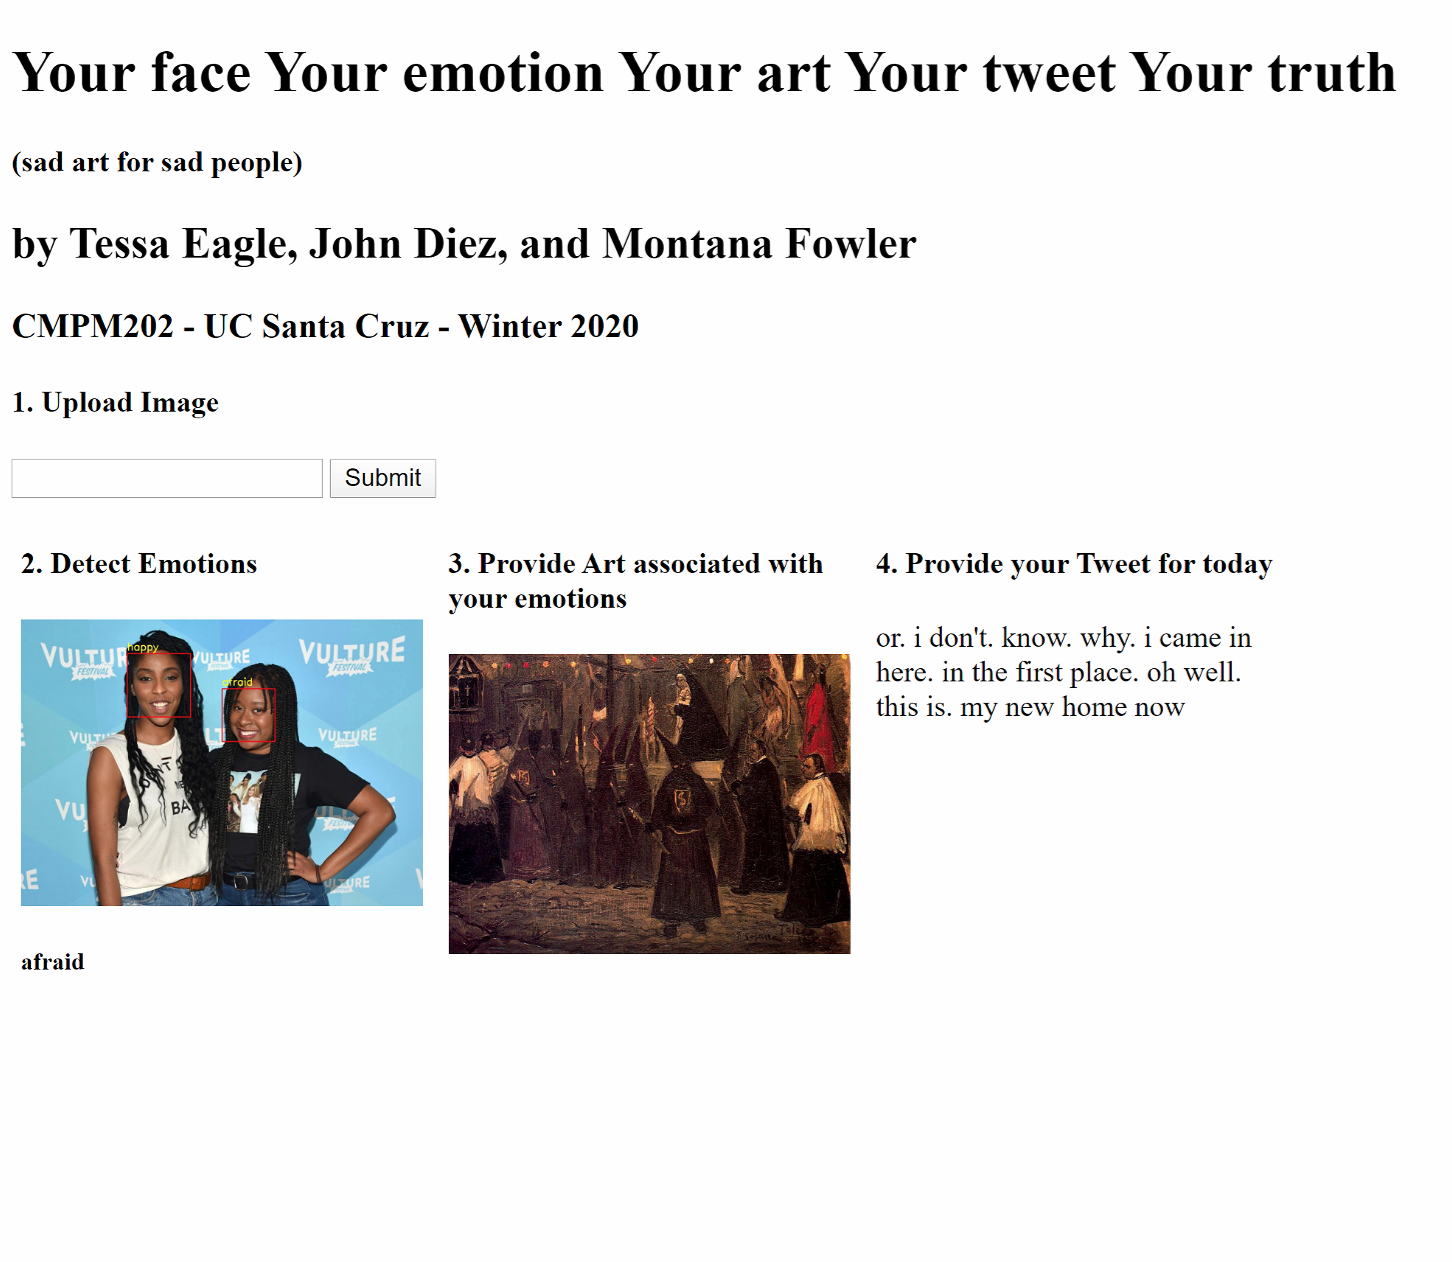 Your face Your emotion Your art Your tweet Your truth
(sad art for sad people)
by Tessa Eagle, John Diez, and Montana Fowler
CMPM202 - UC Santa Cruz - Winter 2020
1. Upload Image
Submit
2. Detect Emotions
VULTURE
FESTIVAL
VULTURE
VULTURE
FESTIVAL
happy
afraid
VULTURE
VU
BA
VULTURE
afraid
3. Provide Art associated with
your emotions
4. Provide your Tweet for today
or. i don't. know. why. i came in
here. in the first place. oh well.
this is. my new home now